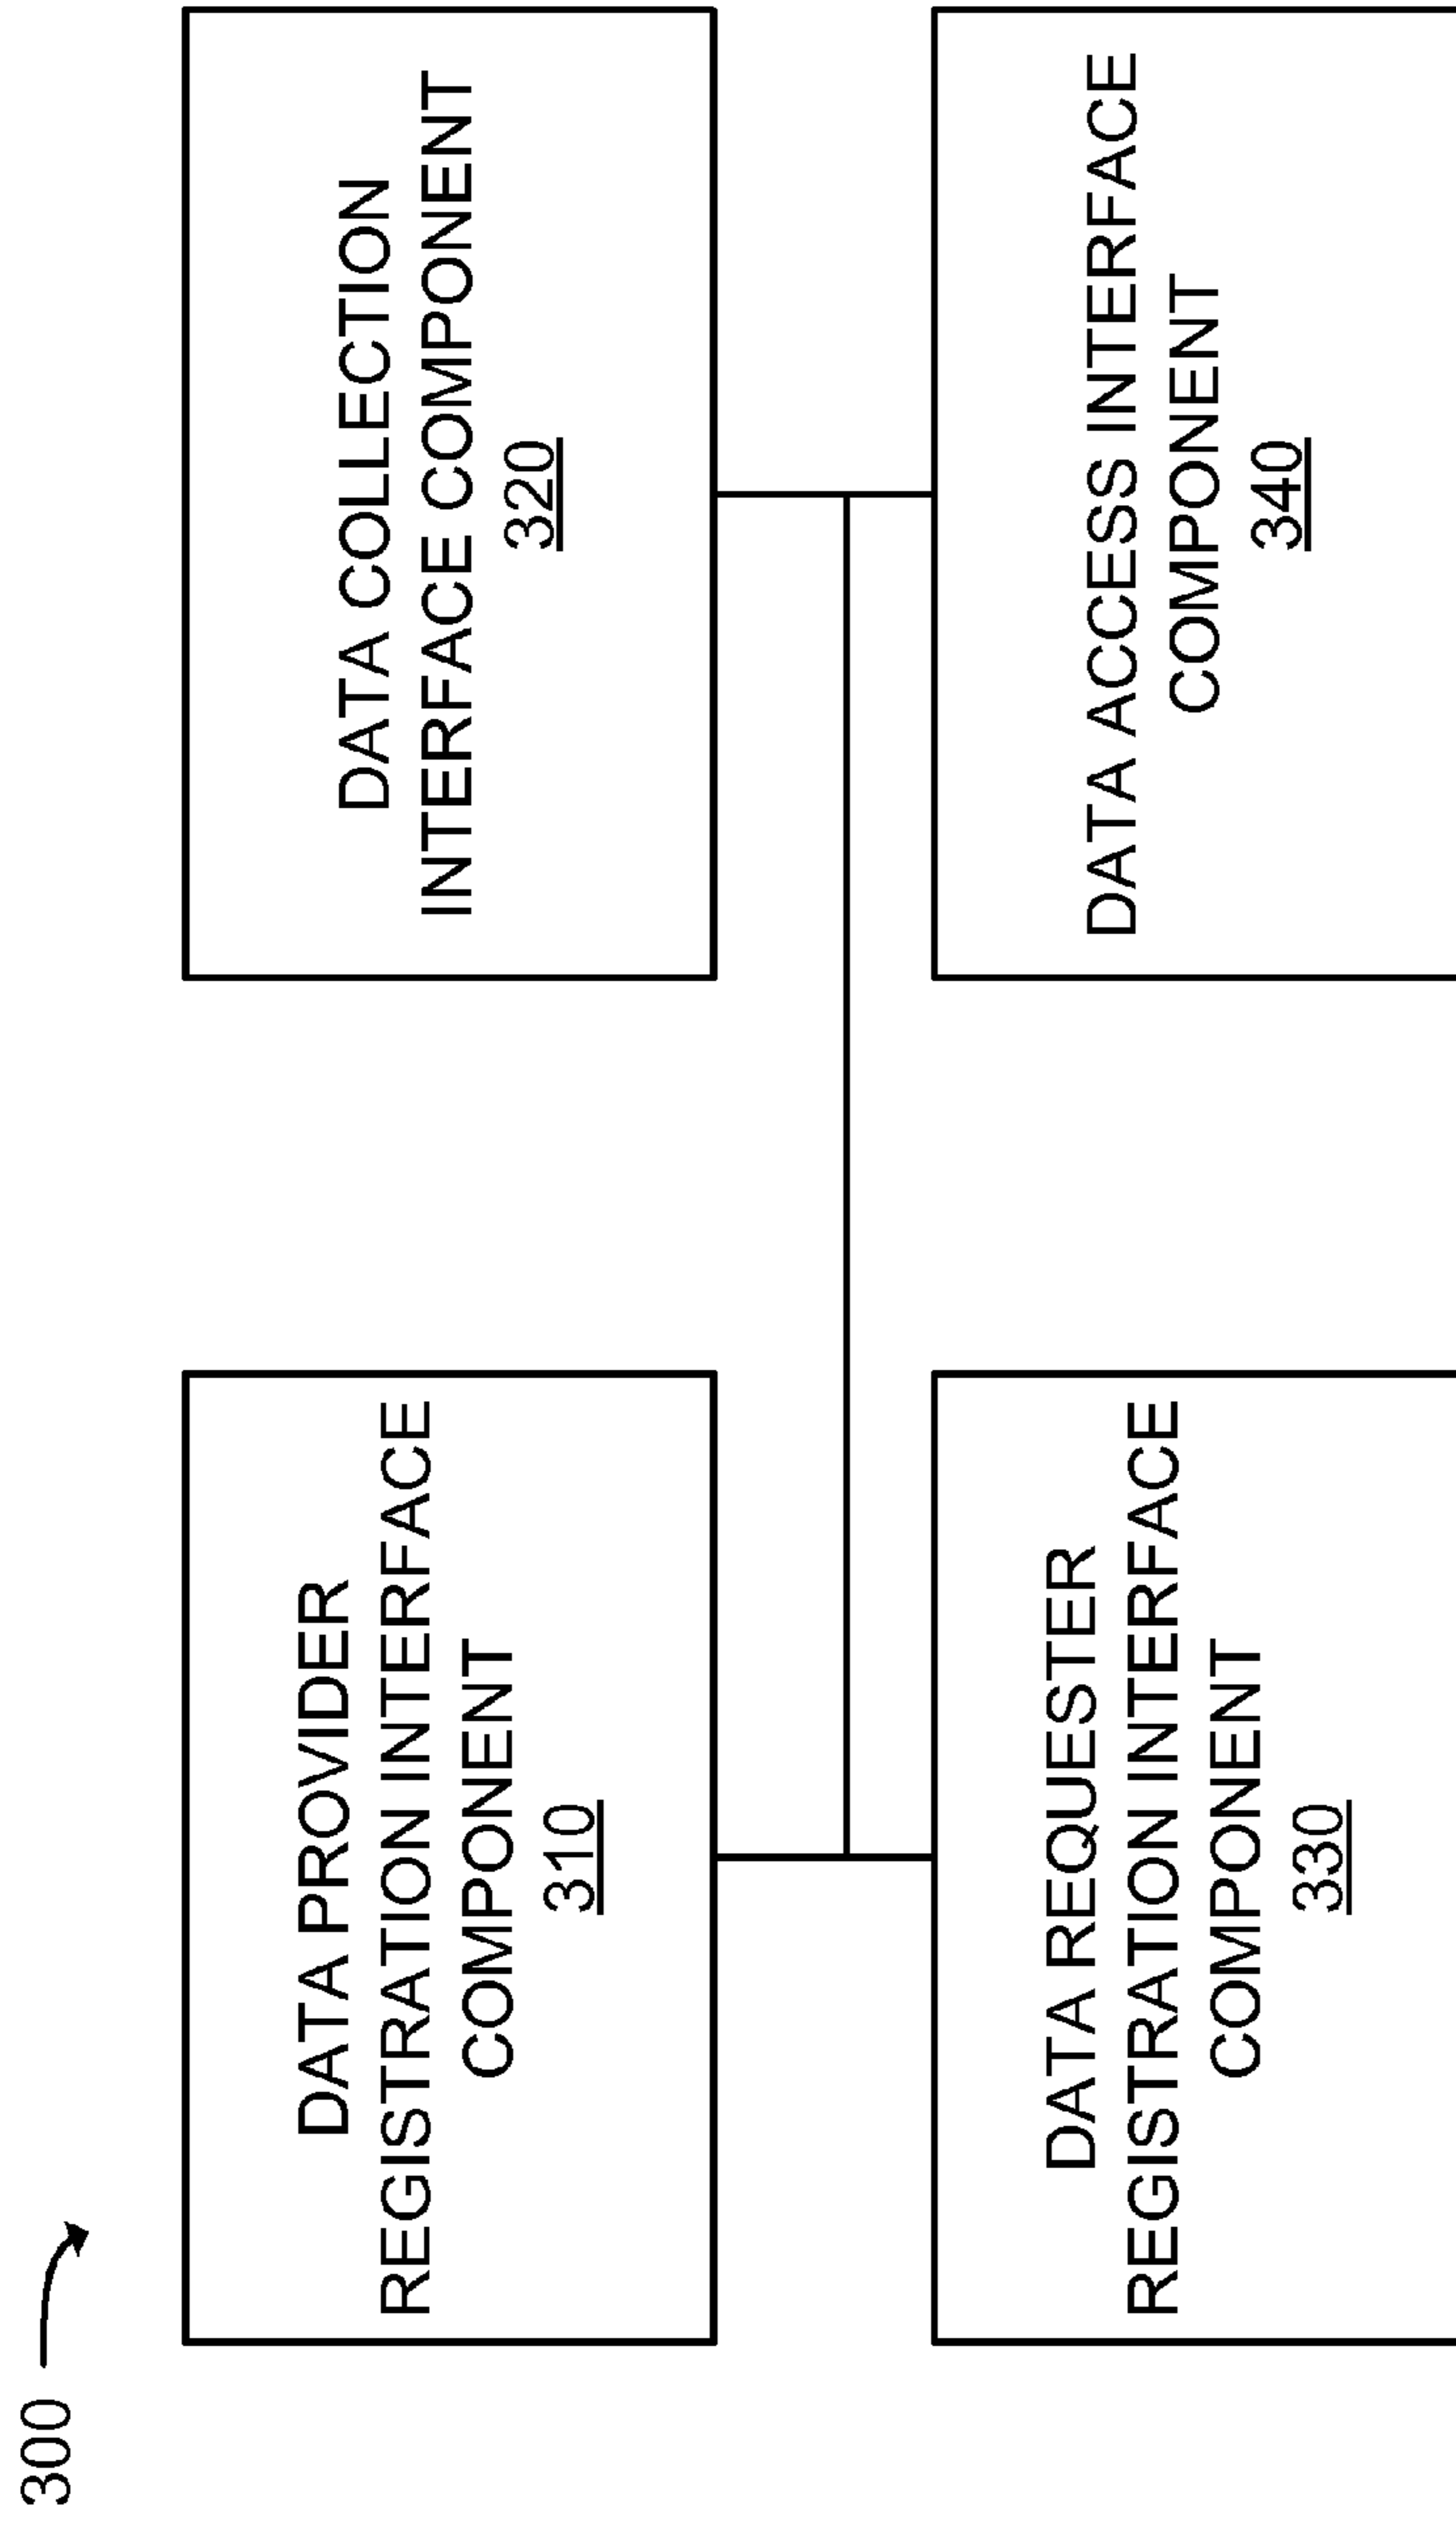 300
DATA PROVIDER
REGISTRATION INTERFACE
COMPONENT
310
DATA COLLECTION
INTERFACE COMPONENT
320
DATA REQUESTER
REGISTRATION INTERFACE
COMPONENT
330
DATA ACCESS INTERFACE
COMPONENT
340